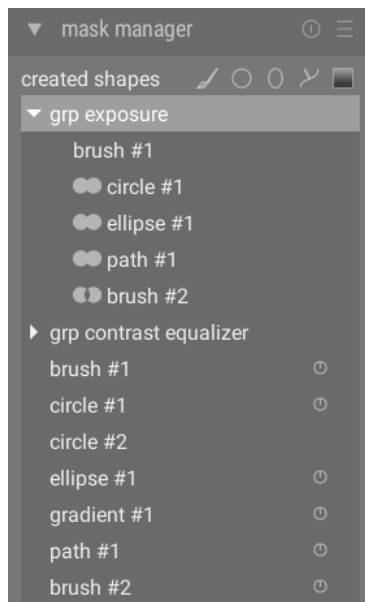 mask manager
created shapes
grp exposure
brush #1
circle #1
ellipse #1
path #1
brush #2
grp contrast equalizer
brush #1
circle #1
circle #2
ellipse #1
gradient #1
path #1
brush #2